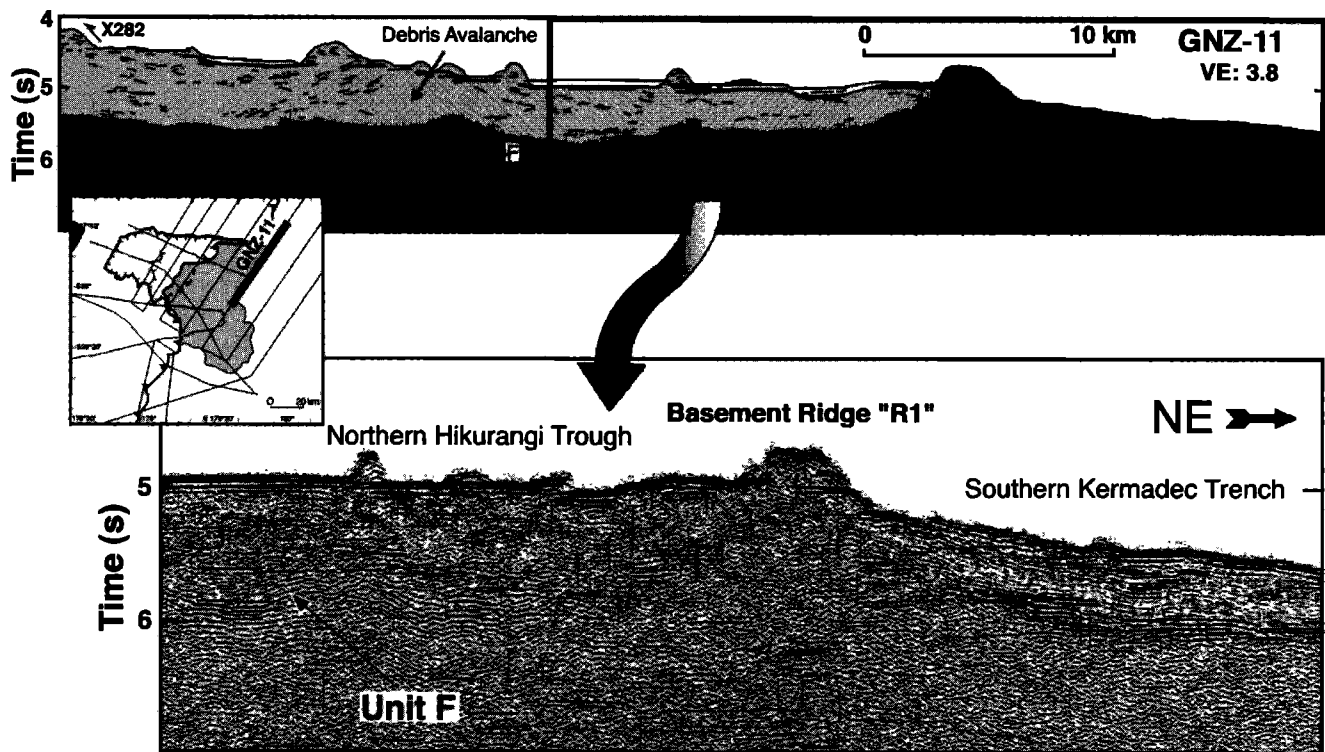 4
X282
Debris Avalanche
0 10 km
GNZ-11
VE: 3.8
Time (s)
5
6
F
GNZ-11
0 20 km
Basement Ridge "R1"
NE
Northern Hikurangi Trough
5
Southern Kermadec Trench
Time (s)
6
Unit F